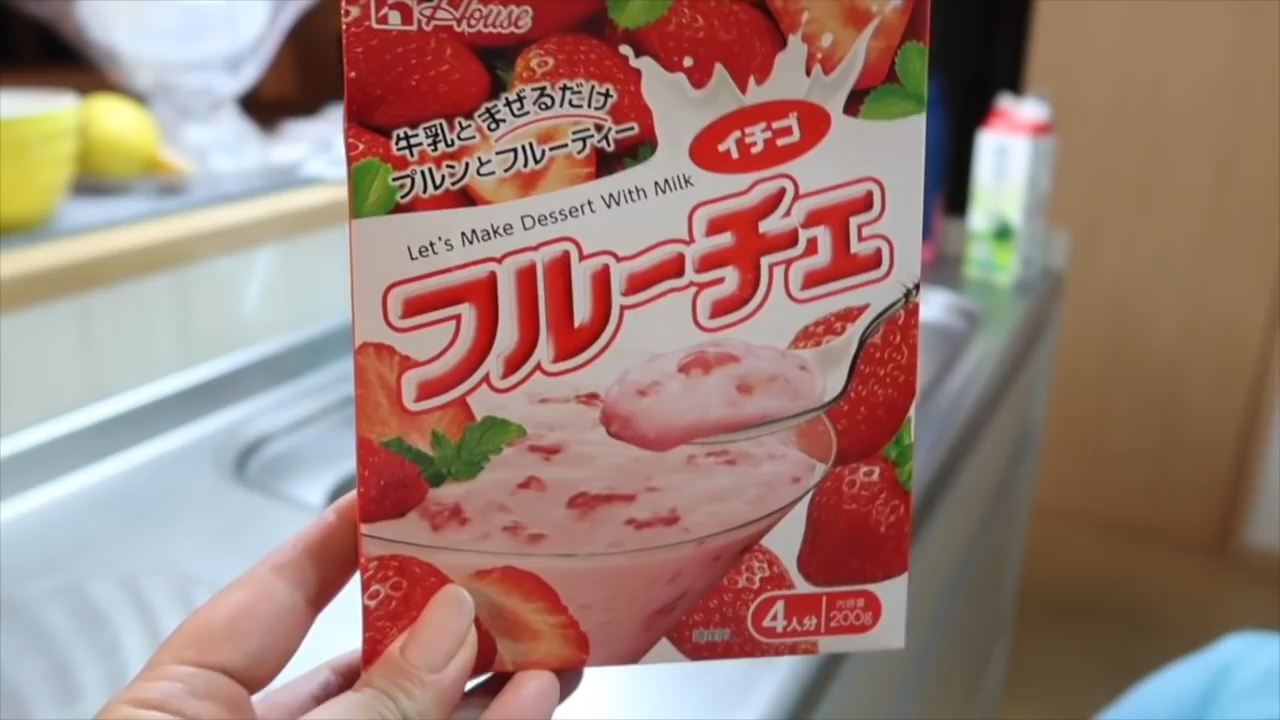 House
牛乳とまぜるだけ
プルンとフルーティー
イチゴ
Let's Make Dessert With Milk
フルーチェ
4人分 内容量 200g